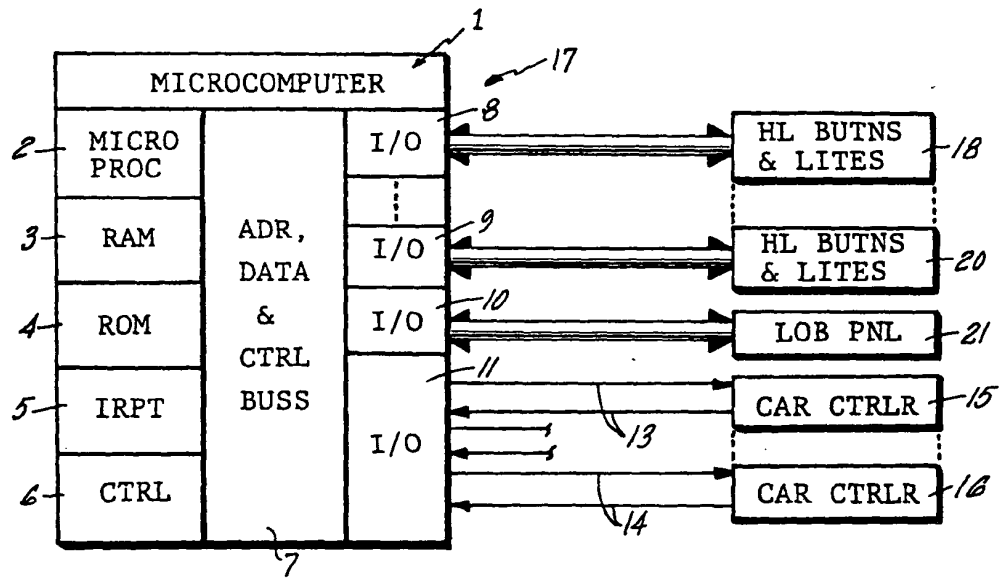 1
17
MICROCOMPUTER
8
2
MICRO
PROC
I/O
HL BUTNS
& LITES
18
3
RAM
ADR,
DATA
&
CTRL
BUSS
9
I/O
HL BUTNS
& LITES
20
4
ROM
10
I/O
LOB PNL
21
11
5
IRPT
I/O
13
CAR CTRLR
15
6
CTRL
14
CAR CTRLR
16
7